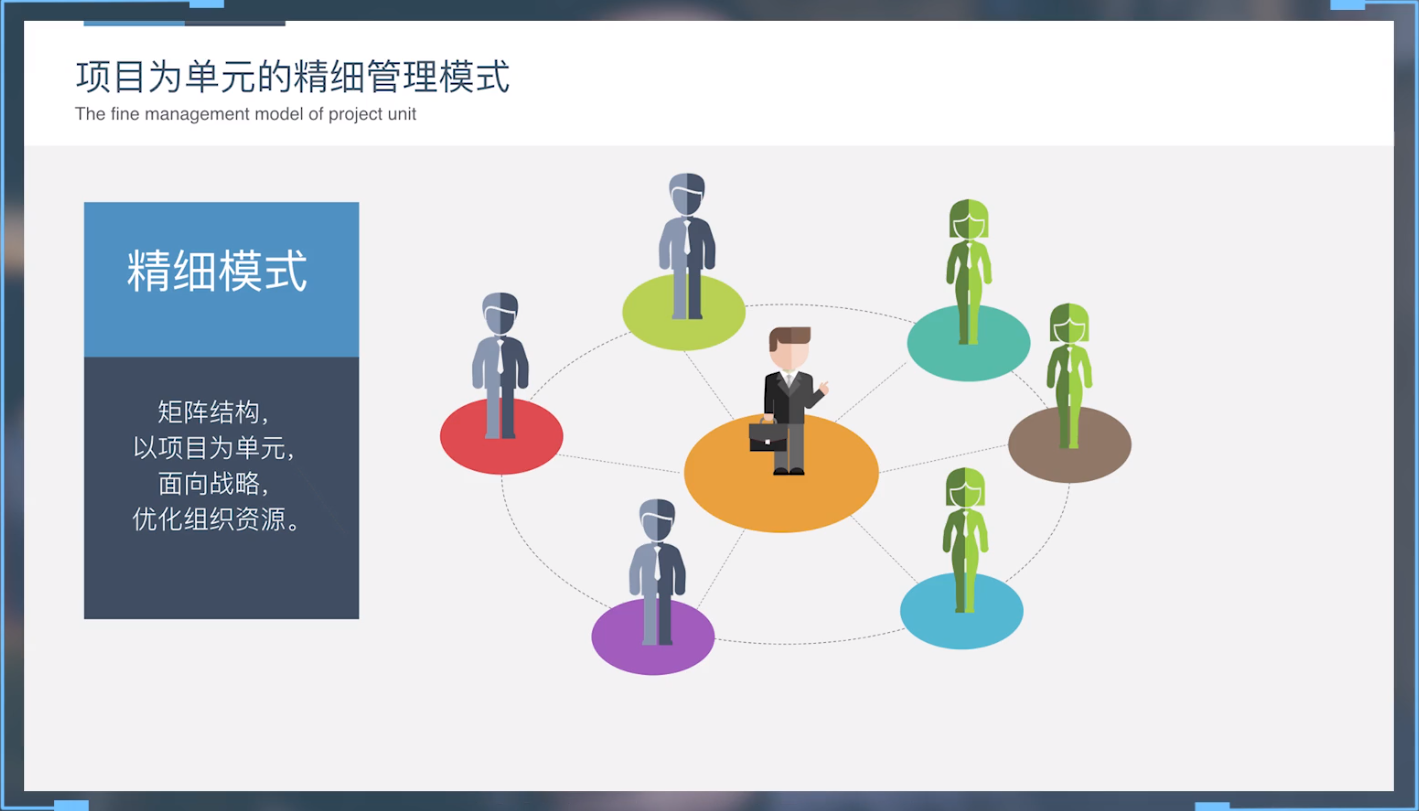 项目为单元的精细管理模式
The fine management model of project unit
精细模式
矩阵结构，
以项目为单元，
面向战略，
优化组织资源。